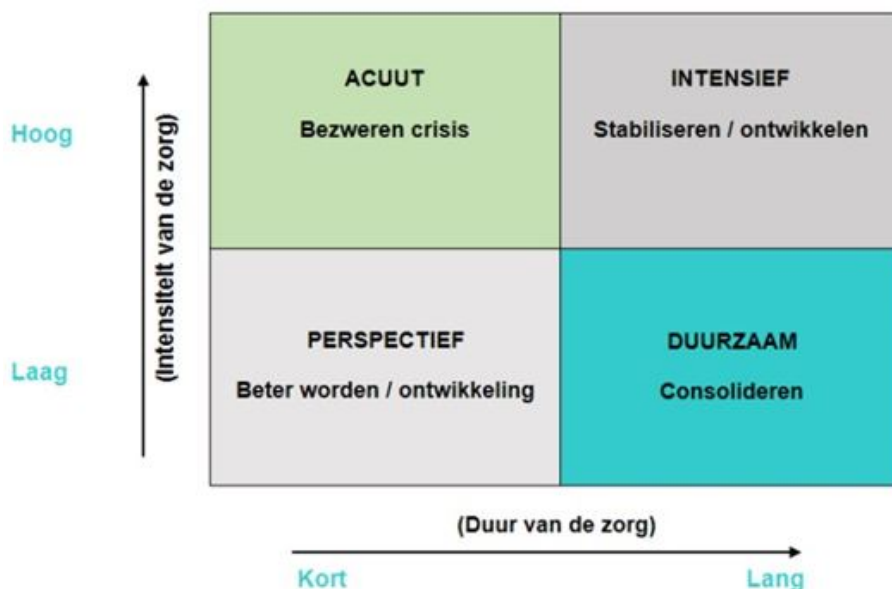 ACUUT
Bezweren crisis
INTENSIEF
Stabiliseren / ontwikkelen
Hoog
(Intensiteit van de zorg)
PERSPECTIEF
Beter worden / ontwikkeling
DUURZAAM
Consolideren
Laag
(Duur van de zorg)
Kort
Lang